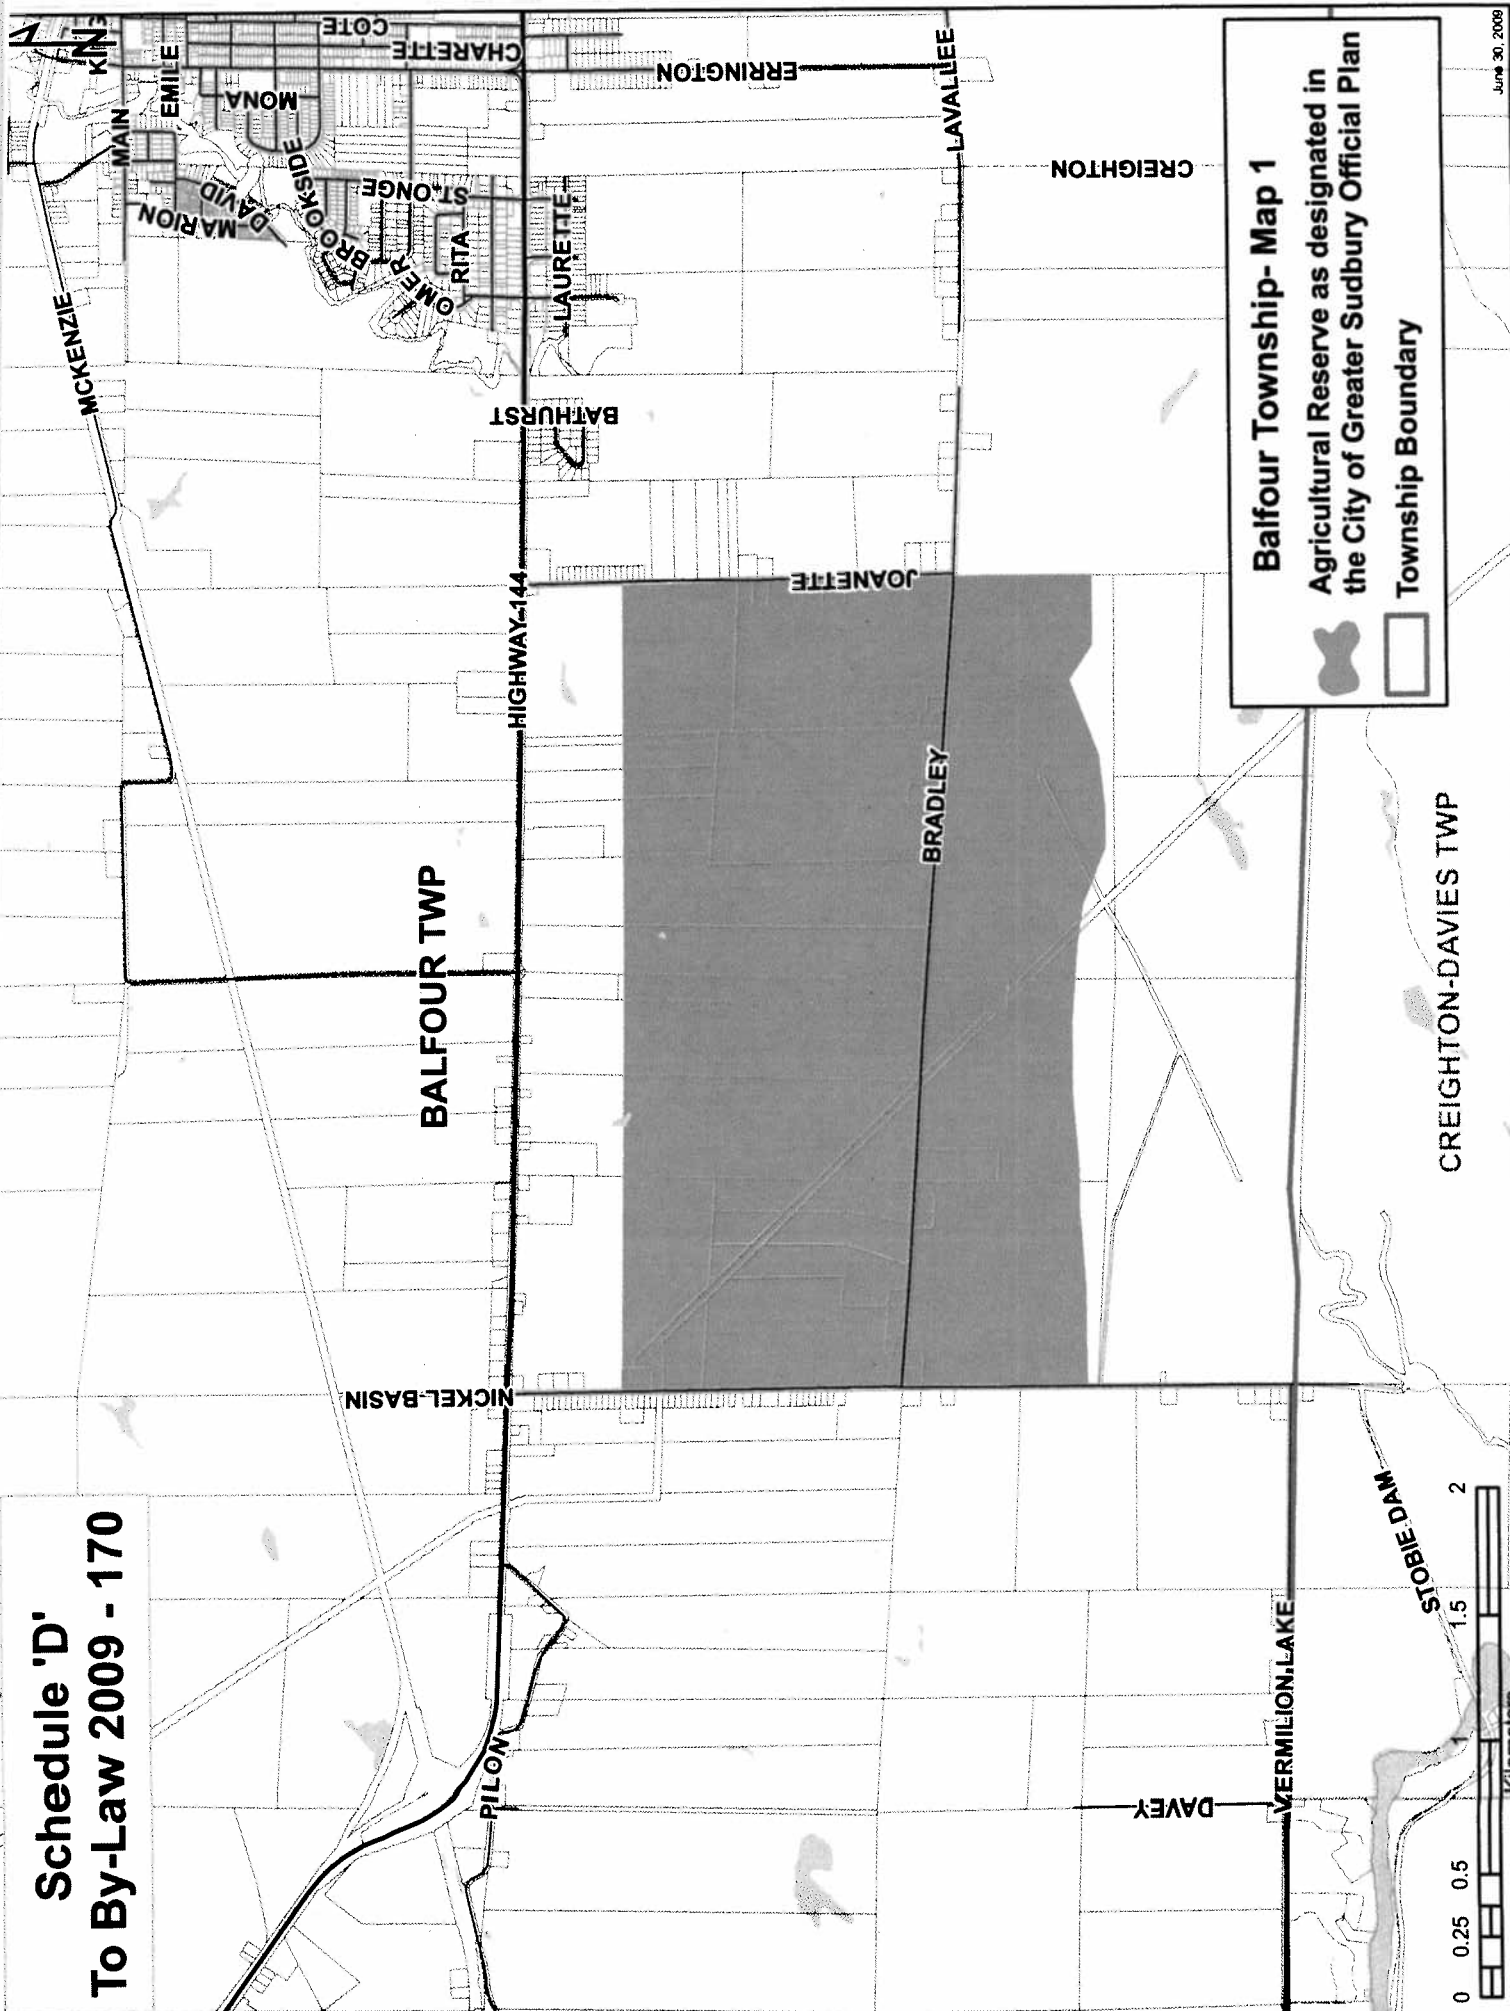 Schedule 'D'
To By-Law 2009 - 170
MCKENZIE
MAIN
EMILE
MONA
COTE
CHARETTE
MARION
DAVID
BROOKSIDE
ST. ONGE
OMER
RITA
LAURETTE
ERRINGTON
LAVALLEE
CREIGHTON
BATHURST
HIGHWAY 144
JOANETTE
BALFOUR TWP
BRADLEY
NICKEL BASIN
PILON
DAVEY
VERMILION LAKE
STOBIE DAM
CREIGHTON-DAVIES TWP
Balfour Township- Map 1
Agricultural Reserve as designated in
the City of Greater Sudbury Official Plan
Township Boundary
0 0.25 0.5 1 1.5 2
June 30, 2009